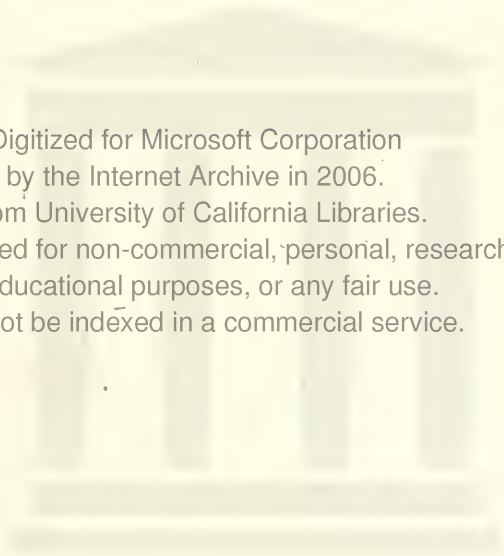 Digitized for Microsoft Corporation
by the Internet Archive in 2006.
om University of California Libraries.
ed for non-commercial, personal, research
ducational purposes, or any fair use.
ot be indexed in a commercial service.